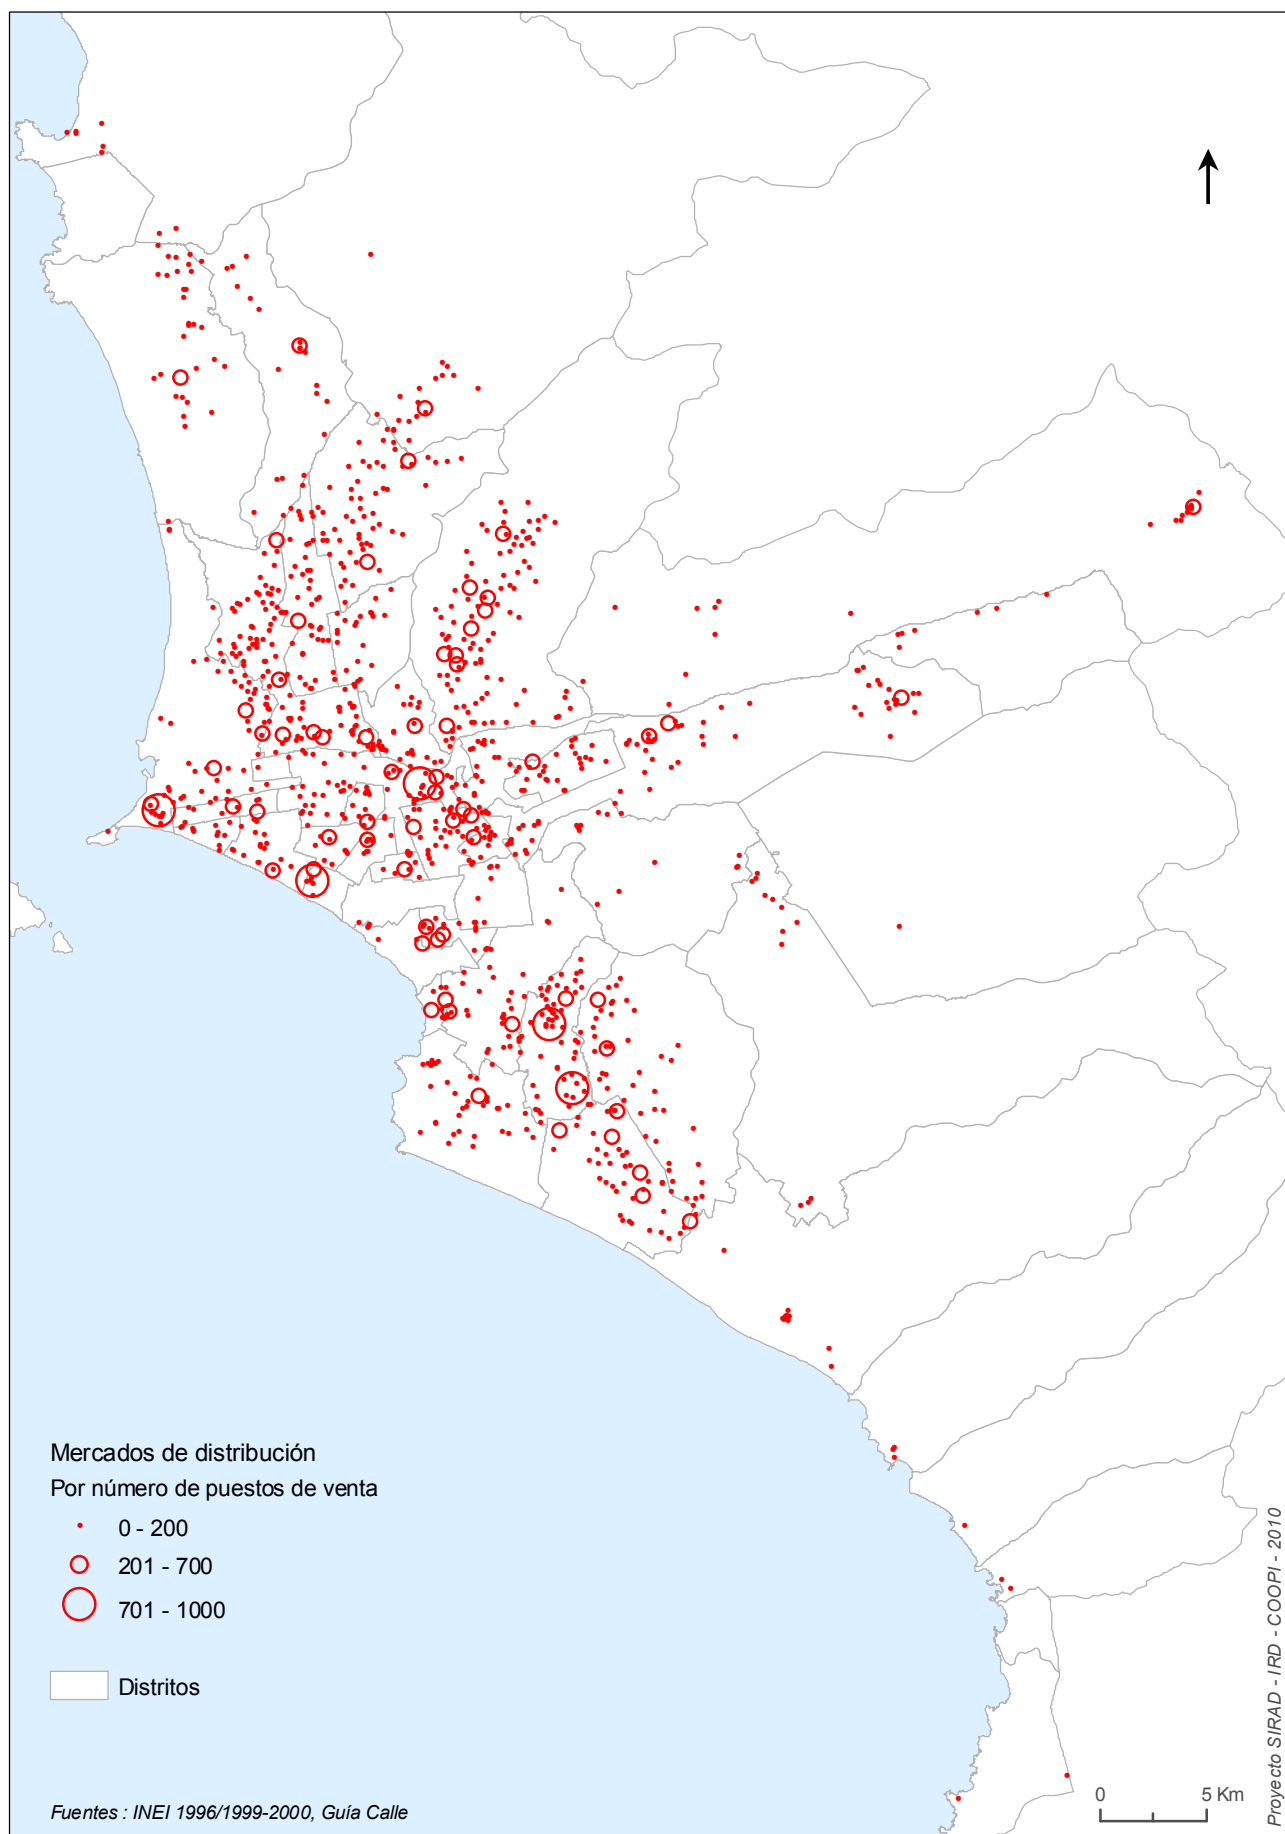 Mercados de distribución
Por número de puestos de venta
0 - 200
201 - 700
701 - 1000
Distritos
Fuentes : INEI 1996/1999-2000, Guía Calle
0 5 Km
Proyecto SIRAD - IRD - COOPI - 2010